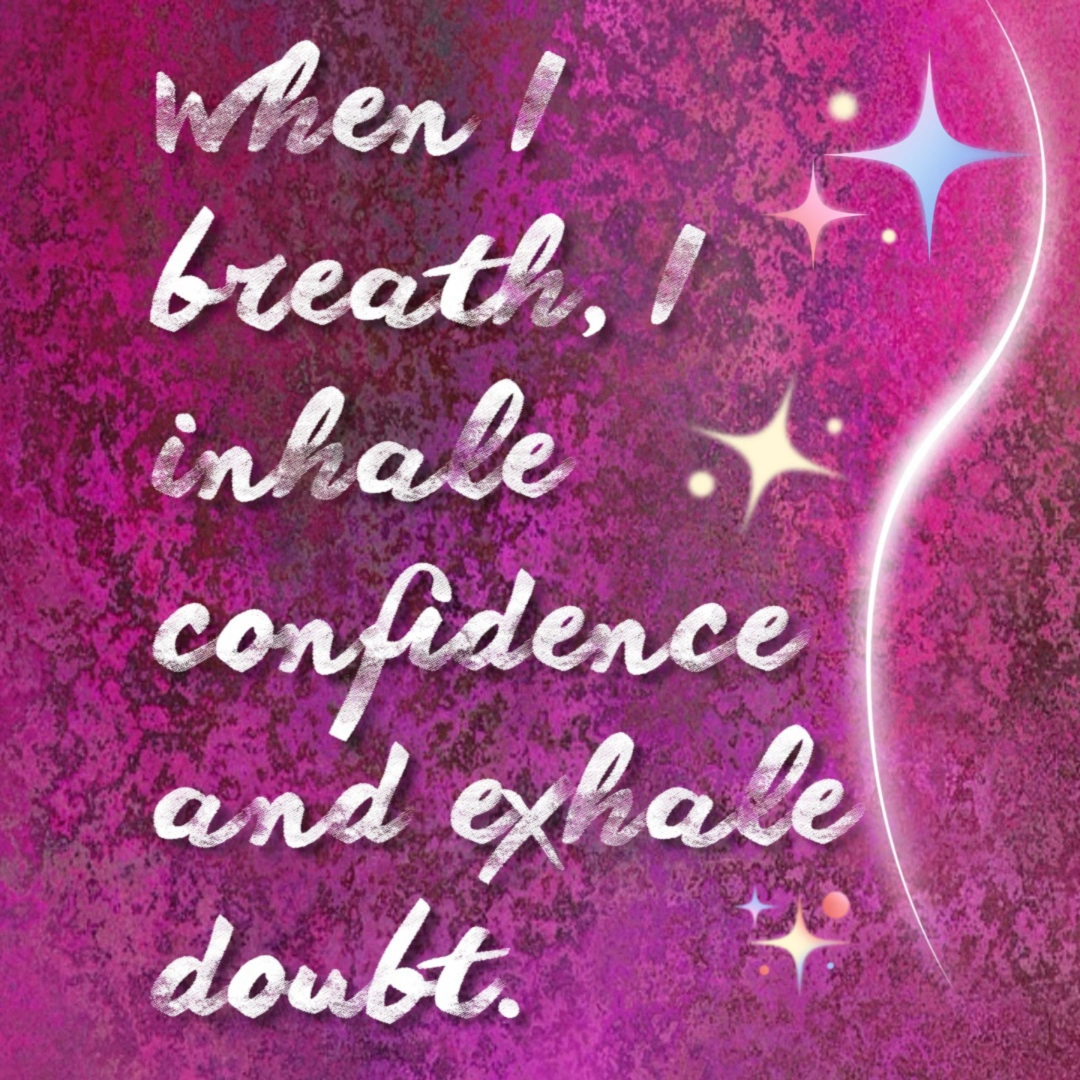 When I
breath, I
inhale
confidence
and exhale
doubt.